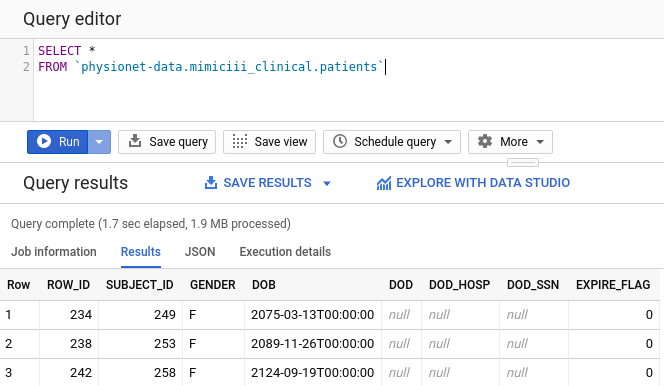 Query editor
1 SELECT *
2 FROM `physionet-data.mimiciii_clinical.patients`
Run Save query Save view Schedule query More
Query results SAVE RESULTS EXPLORE WITH DATA STUDIO
Query complete (1.7 sec elapsed, 1.9 MB processed)
Job information Results JSON Execution details
Row ROW_ID SUBJECT_ID GENDER DOB DOD DOD_HOSP DOD_SSN EXPIRE_FLAG
1 234 249 F 2075-03-13T00:00:00 null null null 0
2 238 253 F 2089-11-26T00:00:00 null null null 0
3 242 258 F 2124-09-19T00:00:00 null null null 0